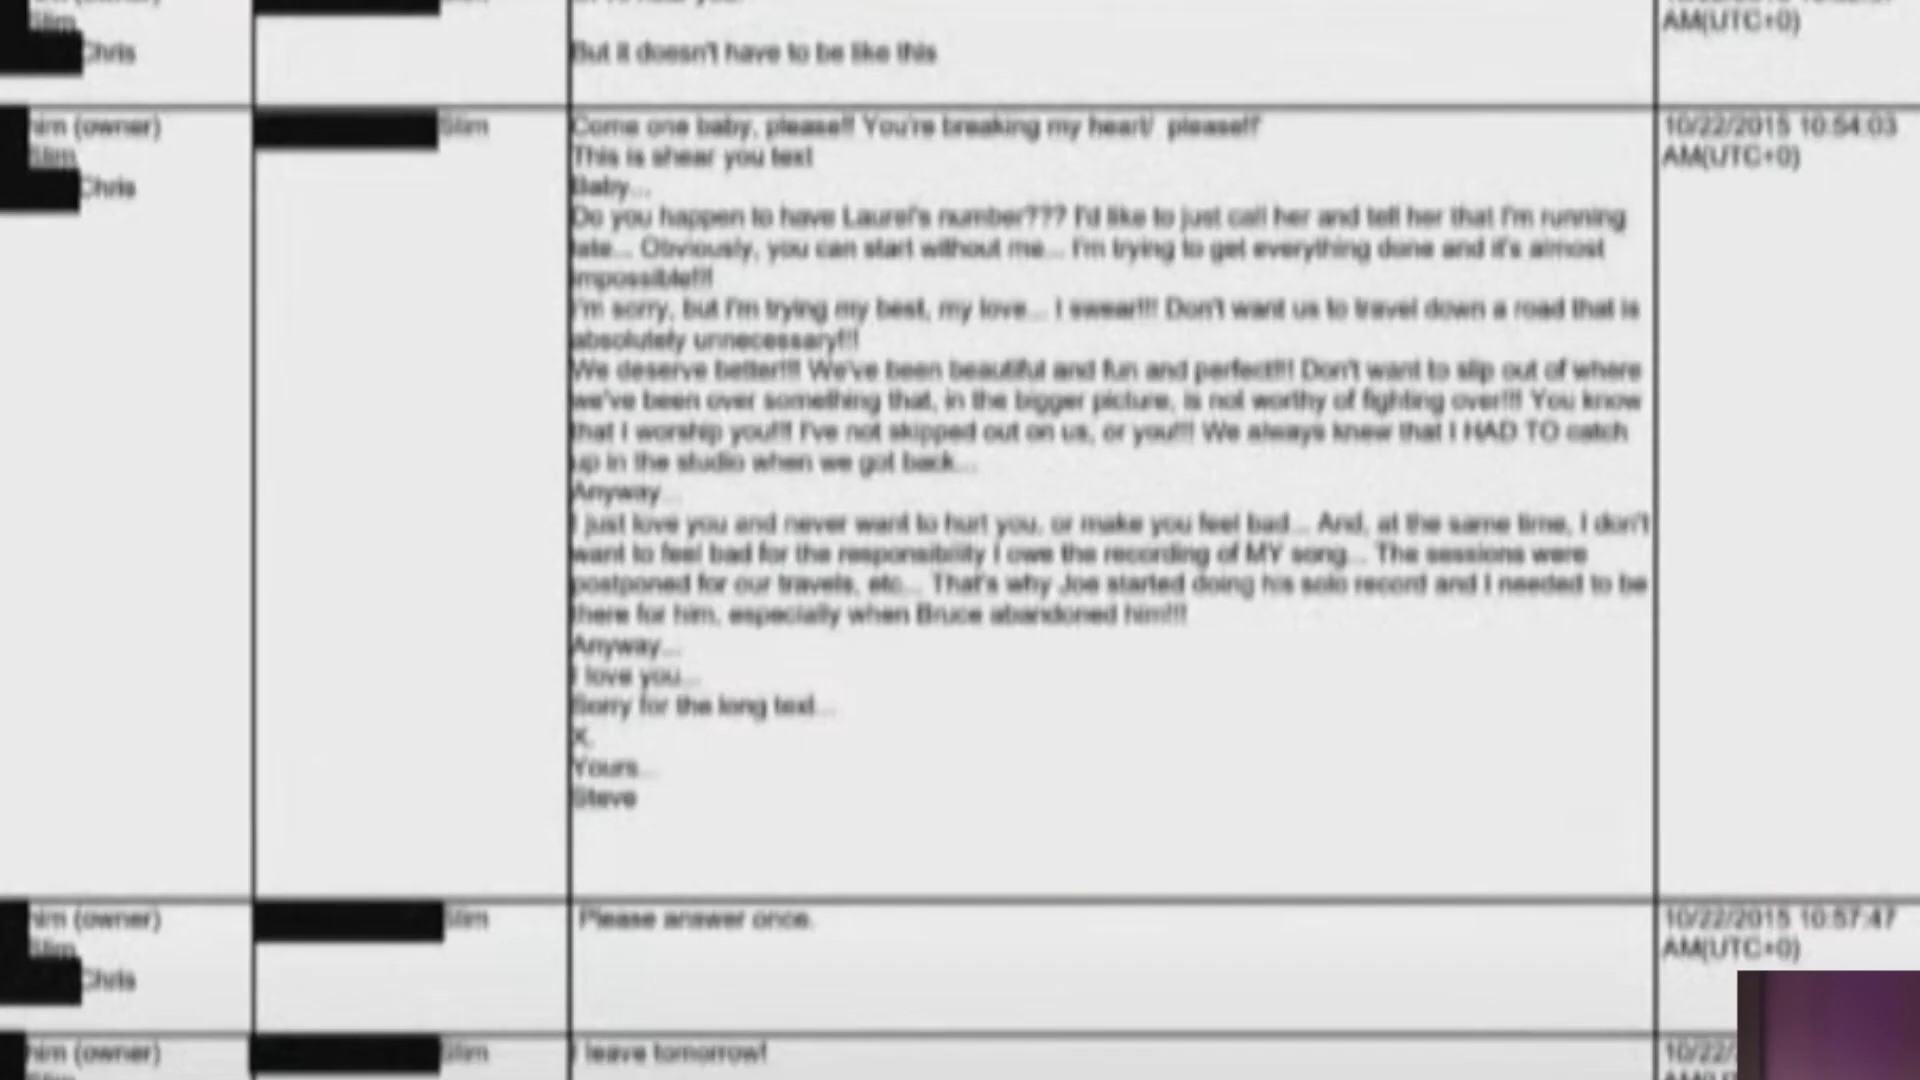 AM(UTC+0)
Slim
Chris
But it doesn't have to be like this
(owner)
Slim
Come one baby, please!! You're breaking my heart/ please!!'
10/22/2015 10:54:03
Slim
This is shear you text
AM(UTC+0)
Chris
Baby...
Do you happen to have Laurel's number??? I'd like to just call her and tell her that I'm running
late... Obviously, you can start without me... I'm trying to get everything done and it's almost
impossible!!!
I'm sorry, but I'm trying my best, my love... I swear!!! Don't want us to travel down a road that is
absolutely unnecessary!!!
We deserve better!!! We've been beautiful and fun and perfect!!! Don't want to slip out of where
we've been over something that, in the bigger picture, is not worthy of fighting over!!! You know
that I worship you!!! I've not skipped out on us, or you!!! We always knew that I HAD TO catch
up in the studio when we got back...
Anyway...
I just love you and never want to hurt you, or make you feel bad... And, at the same time, I don't
want to feel bad for the responsibility I owe the recording of MY song... The sessions were
postponed for our travels, etc... That's why Joe started doing his solo record and I needed to be
there for him, especially when Bruce abandoned him!!!
Anyway...
I love you...
Sorry for the long text...
X,
Yours...
Steve
(owner)
Slim
Please answer once.
10/22/2015 10:57:47
Slim
AM(UTC+0)
Chris
(owner)
Slim
I leave tomorrow!
10/22/